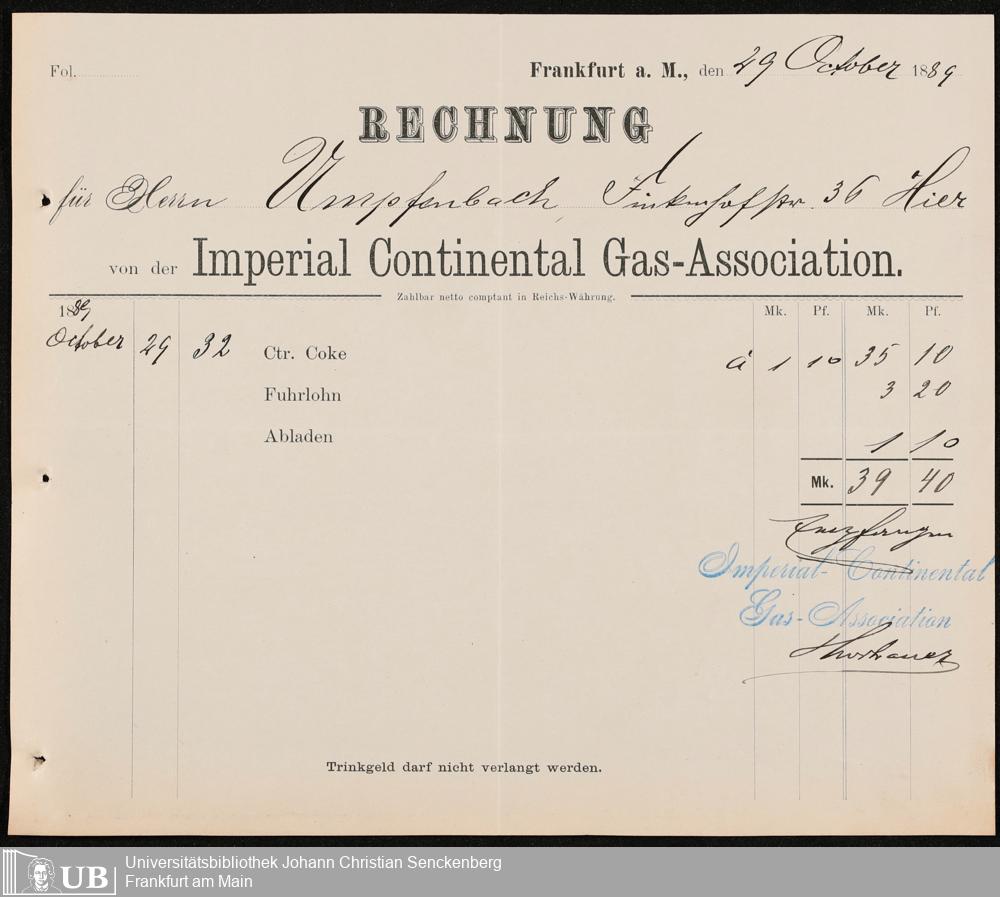 Fol. Frankfurt a. M., den 29 October 1889
RECHNUNG
für Herrn Umpfenbach, Finkenhofstr. 36 Hier
von der Imperial Continental Gas-Association.
Zahlbar netto comptant in Reichs-Währung.
1889 Mk. Pf. Mk. Pf.
October 29 32 Ctr. Coke à 1 10 35 10
Fuhrlohn 3 20
Abladen 1 10
Mk. 39 40
Empfangen
Imperial-Continental
Gas-Association
Trinkgeld darf nicht verlangt werden.
UB Universitätsbibliothek Johann Christian Senckenberg
Frankfurt am Main